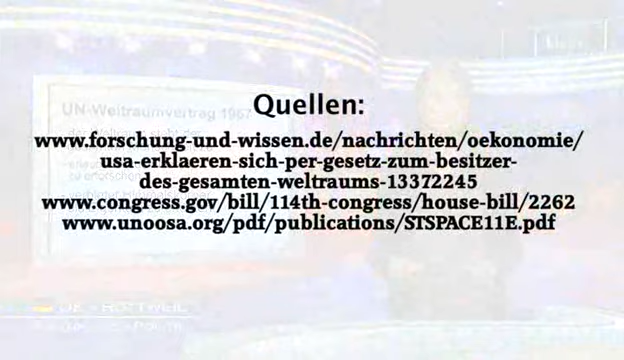 Quellen:
www.forschung-und-wissen.de/nachrichten/oekonomie/
usa-erklaeren-sich-per-gesetz-zum-besitzer-
des-gesamten-weltraums-13372245
www.congress.gov/bill/114th-congress/house-bill/2262
www.unoosa.org/pdf/publications/STSPACE11E.pdf
UN-Weltraumvertrag 1967